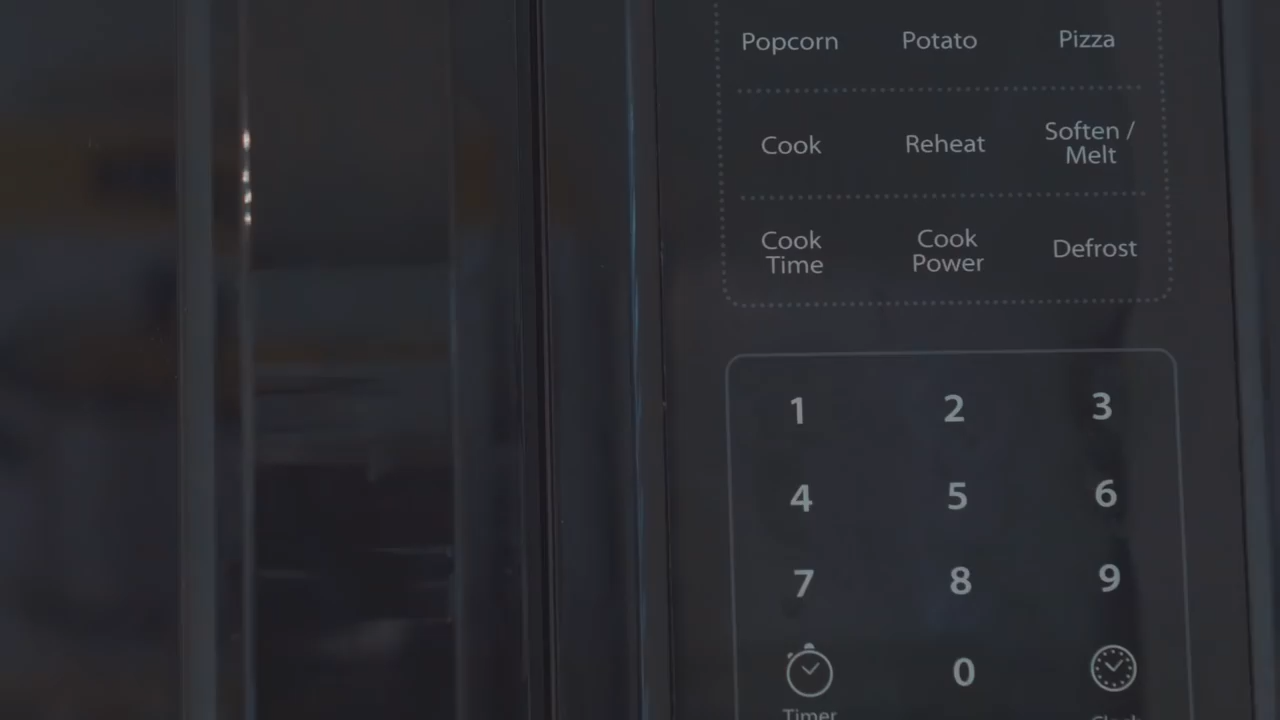 Popcorn Potato Pizza
Cook Reheat Soften /
Melt
Cook Cook Defrost
Time Power
1 2 3
4 5 6
7 8 9
0
Timer Clock